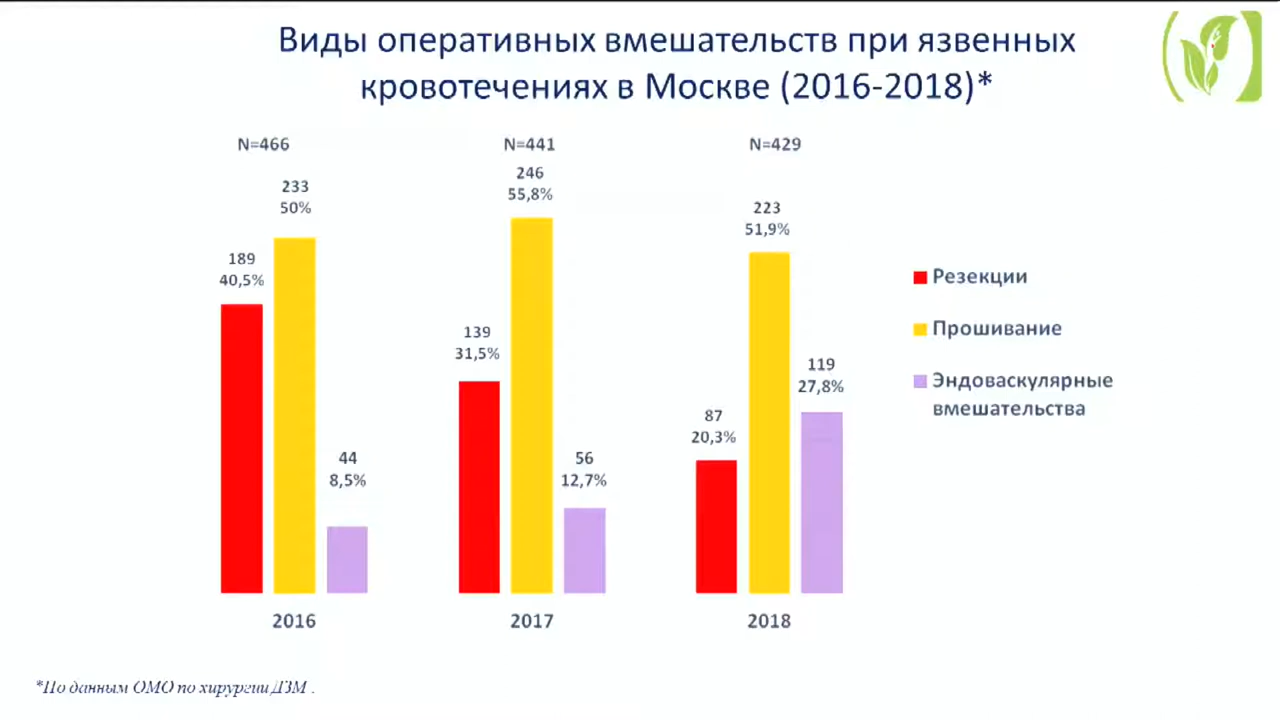 Виды оперативных вмешательств при язвенных
кровотечениях в Москве (2016-2018)*
N=466
N=441
N=429
189
40,5%
233
50%
44
8,5%
139
31,5%
246
55,8%
56
12,7%
87
20,3%
223
51,9%
119
27,8%
2016
2017
2018
Резекции
Прошивание
Эндоваскулярные
вмешательства
*По данным ОМО по хирургии ДЗМ .